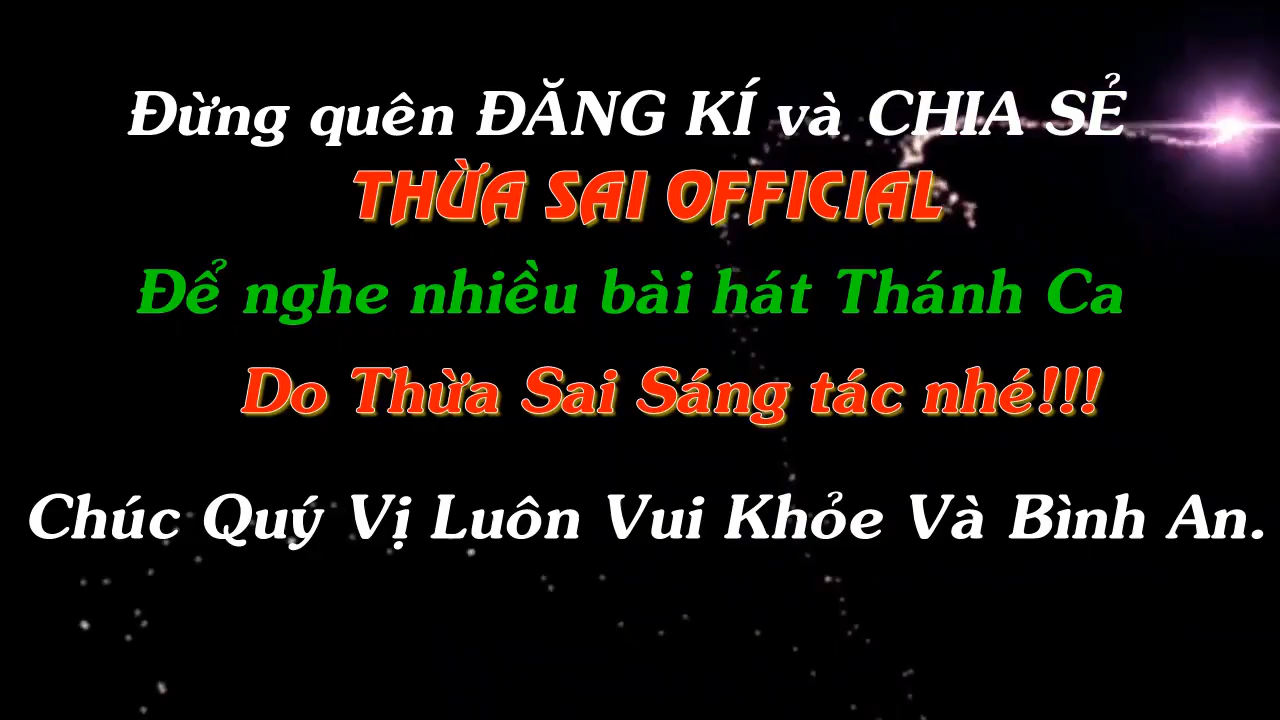 Đừng quên ĐĂNG KÍ và CHIA SẺ
THỪA SAI OFFICIAL
Để nghe nhiều bài hát Thánh Ca
Do Thừa Sai Sáng tác nhé!!!
Chúc Quý Vị Luôn Vui Khỏe Và Bình An.